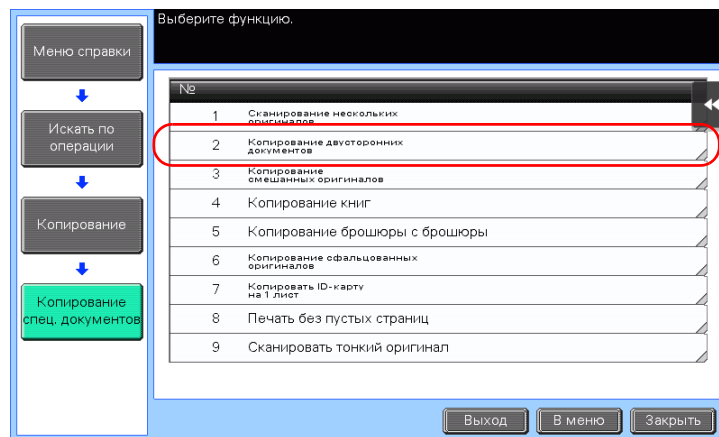 Выберите функцию.
Меню справки
Искать по
операции
Копирование
Копирование
спец. документов
№
1 Сканирование нескольких
оригиналов
2 Копирование двусторонних
документов
3 Копирование
смешанных оригиналов
4 Копирование книг
5 Копирование брошюры с брошюры
6 Копирование сфальцованных
оригиналов
7 Копировать ID-карту
на 1 лист
8 Печать без пустых страниц
9 Сканировать тонкий оригинал
Выход В меню Закрыть